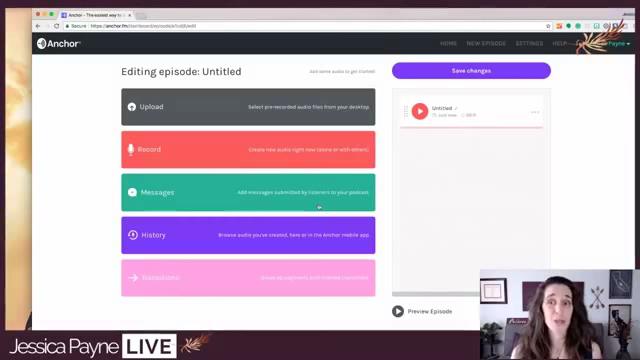 Anchor - The easiest way to s
Secure https://anchor.fm/dashboard/episode/
Anchor
HOME NEW EPISODE SETTINGS HELP Payne
Editing episode: Untitled
Add some audio to get started!
Save changes
Upload
Select pre-recorded audio files from your desktop
Untitled
Just now
Record
Create new audio right now (alone or with others)
Messages
Add messages submitted by listeners to your podcast
History
Browse audio you've created, here or in the Anchor mobile app
Transitions
Preview Episode
Jessica Payne LIVE